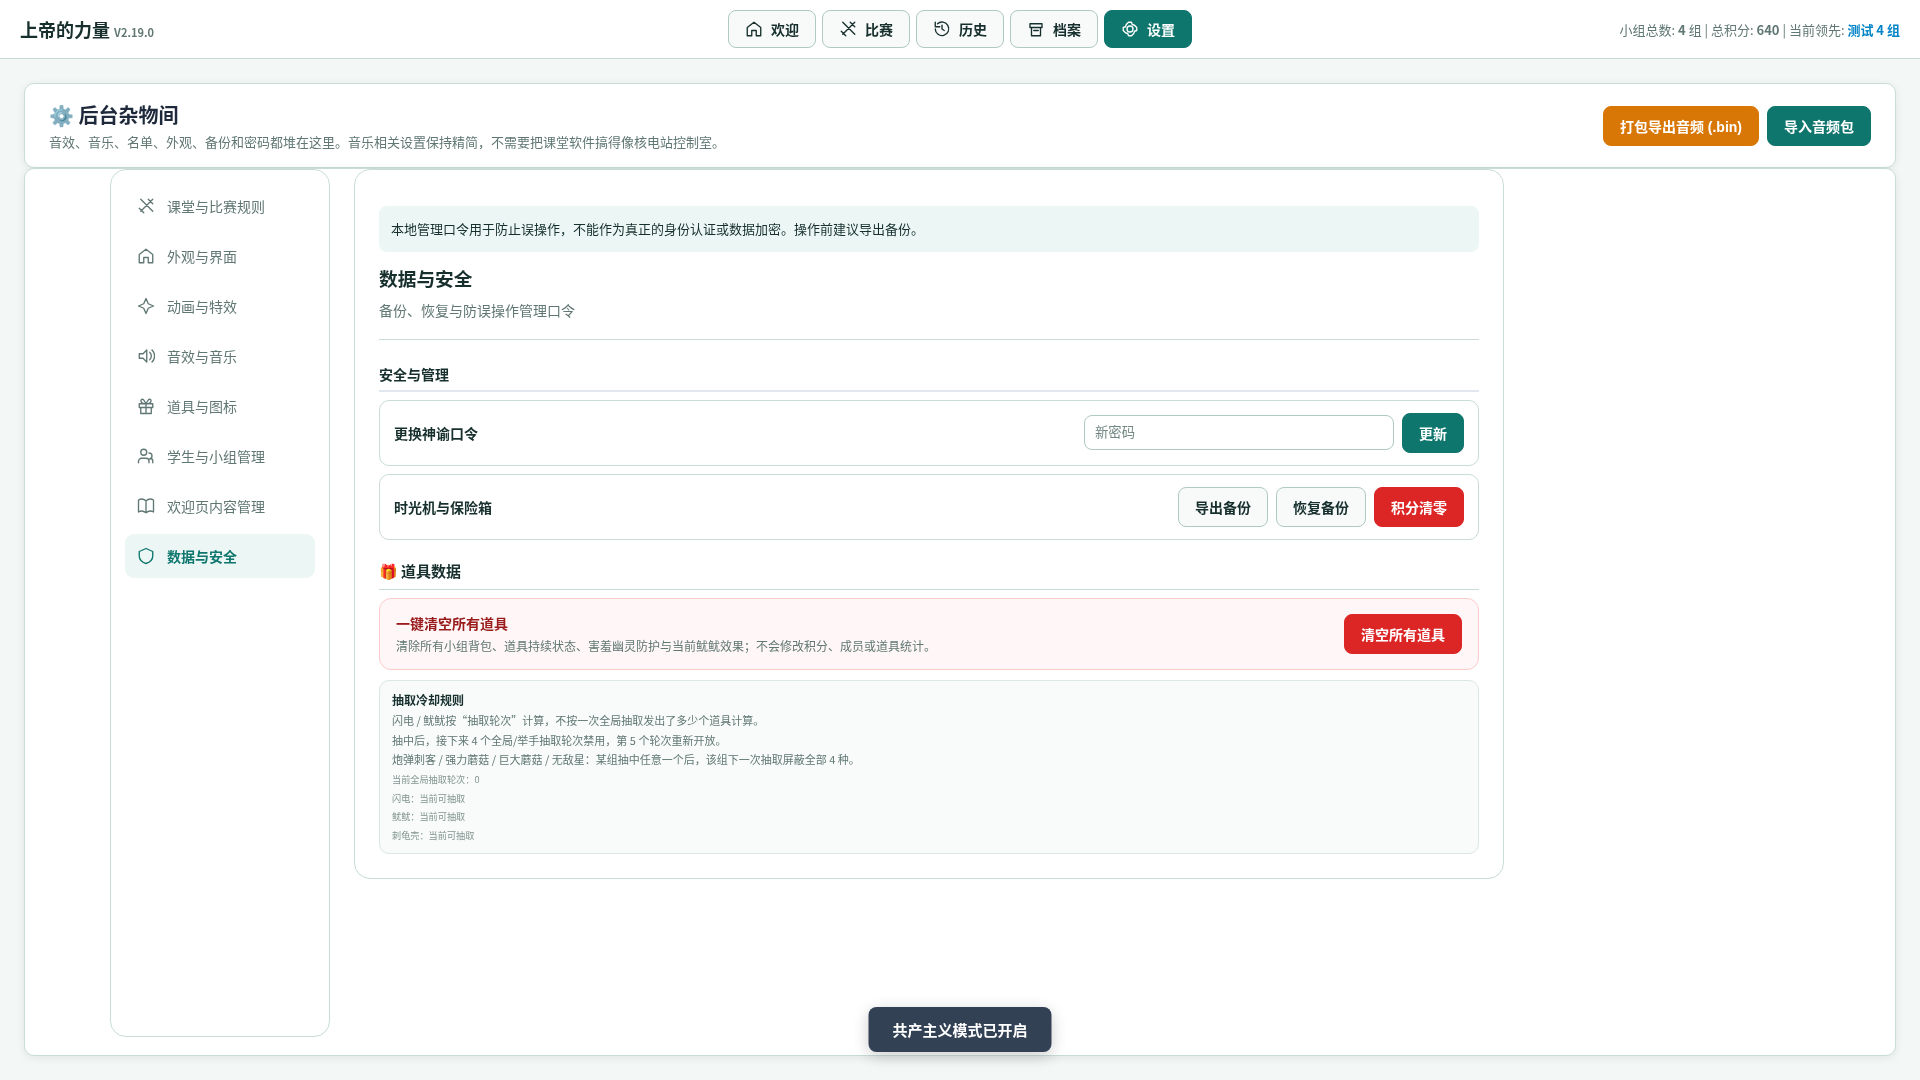 上帝的力量 V2.19.0
欢迎
比赛
历史
档案
设置
小组总数: 4 组 | 总积分: 640 | 当前领先: 测试 4 组
后台杂物间
音效、音乐、名单、外观、备份和密码都堆在这里。音乐相关设置保持精简，不需要把课堂软件搞得像核电站控制室。
打包导出音频 (.bin)
导入音频包
课堂与比赛规则
外观与界面
动画与特效
音效与音乐
道具与图标
学生与小组管理
欢迎页内容管理
数据与安全
本地管理口令用于防止误操作，不能作为真正的身份认证或数据加密。操作前建议导出备份。
数据与安全
备份、恢复与防误操作管理口令
安全与管理
更换神谕口令
新密码
更新
时光机与保险箱
导出备份
恢复备份
积分清零
🎁 道具数据
一键清空所有道具
清除所有小组背包、道具持续状态、害羞幽灵防护与当前鱿鱿效果；不会修改积分、成员或道具统计。
清空所有道具
抽取冷却规则
闪电 / 鱿鱿按“抽取轮次”计算，不按一次全局抽取发出了多少个道具计算。
抽中后，接下来 4 个全局/举手抽取轮次禁用，第 5 个轮次重新开放。
炮弹刺客 / 强力蘑菇 / 巨大蘑菇 / 无敌星：某组抽中任意一个后，该组下一次抽取屏蔽全部 4 种。
当前全局抽取轮次：0
闪电：当前可抽取
鱿鱿：当前可抽取
刺龟壳：当前可抽取
共产主义模式已开启